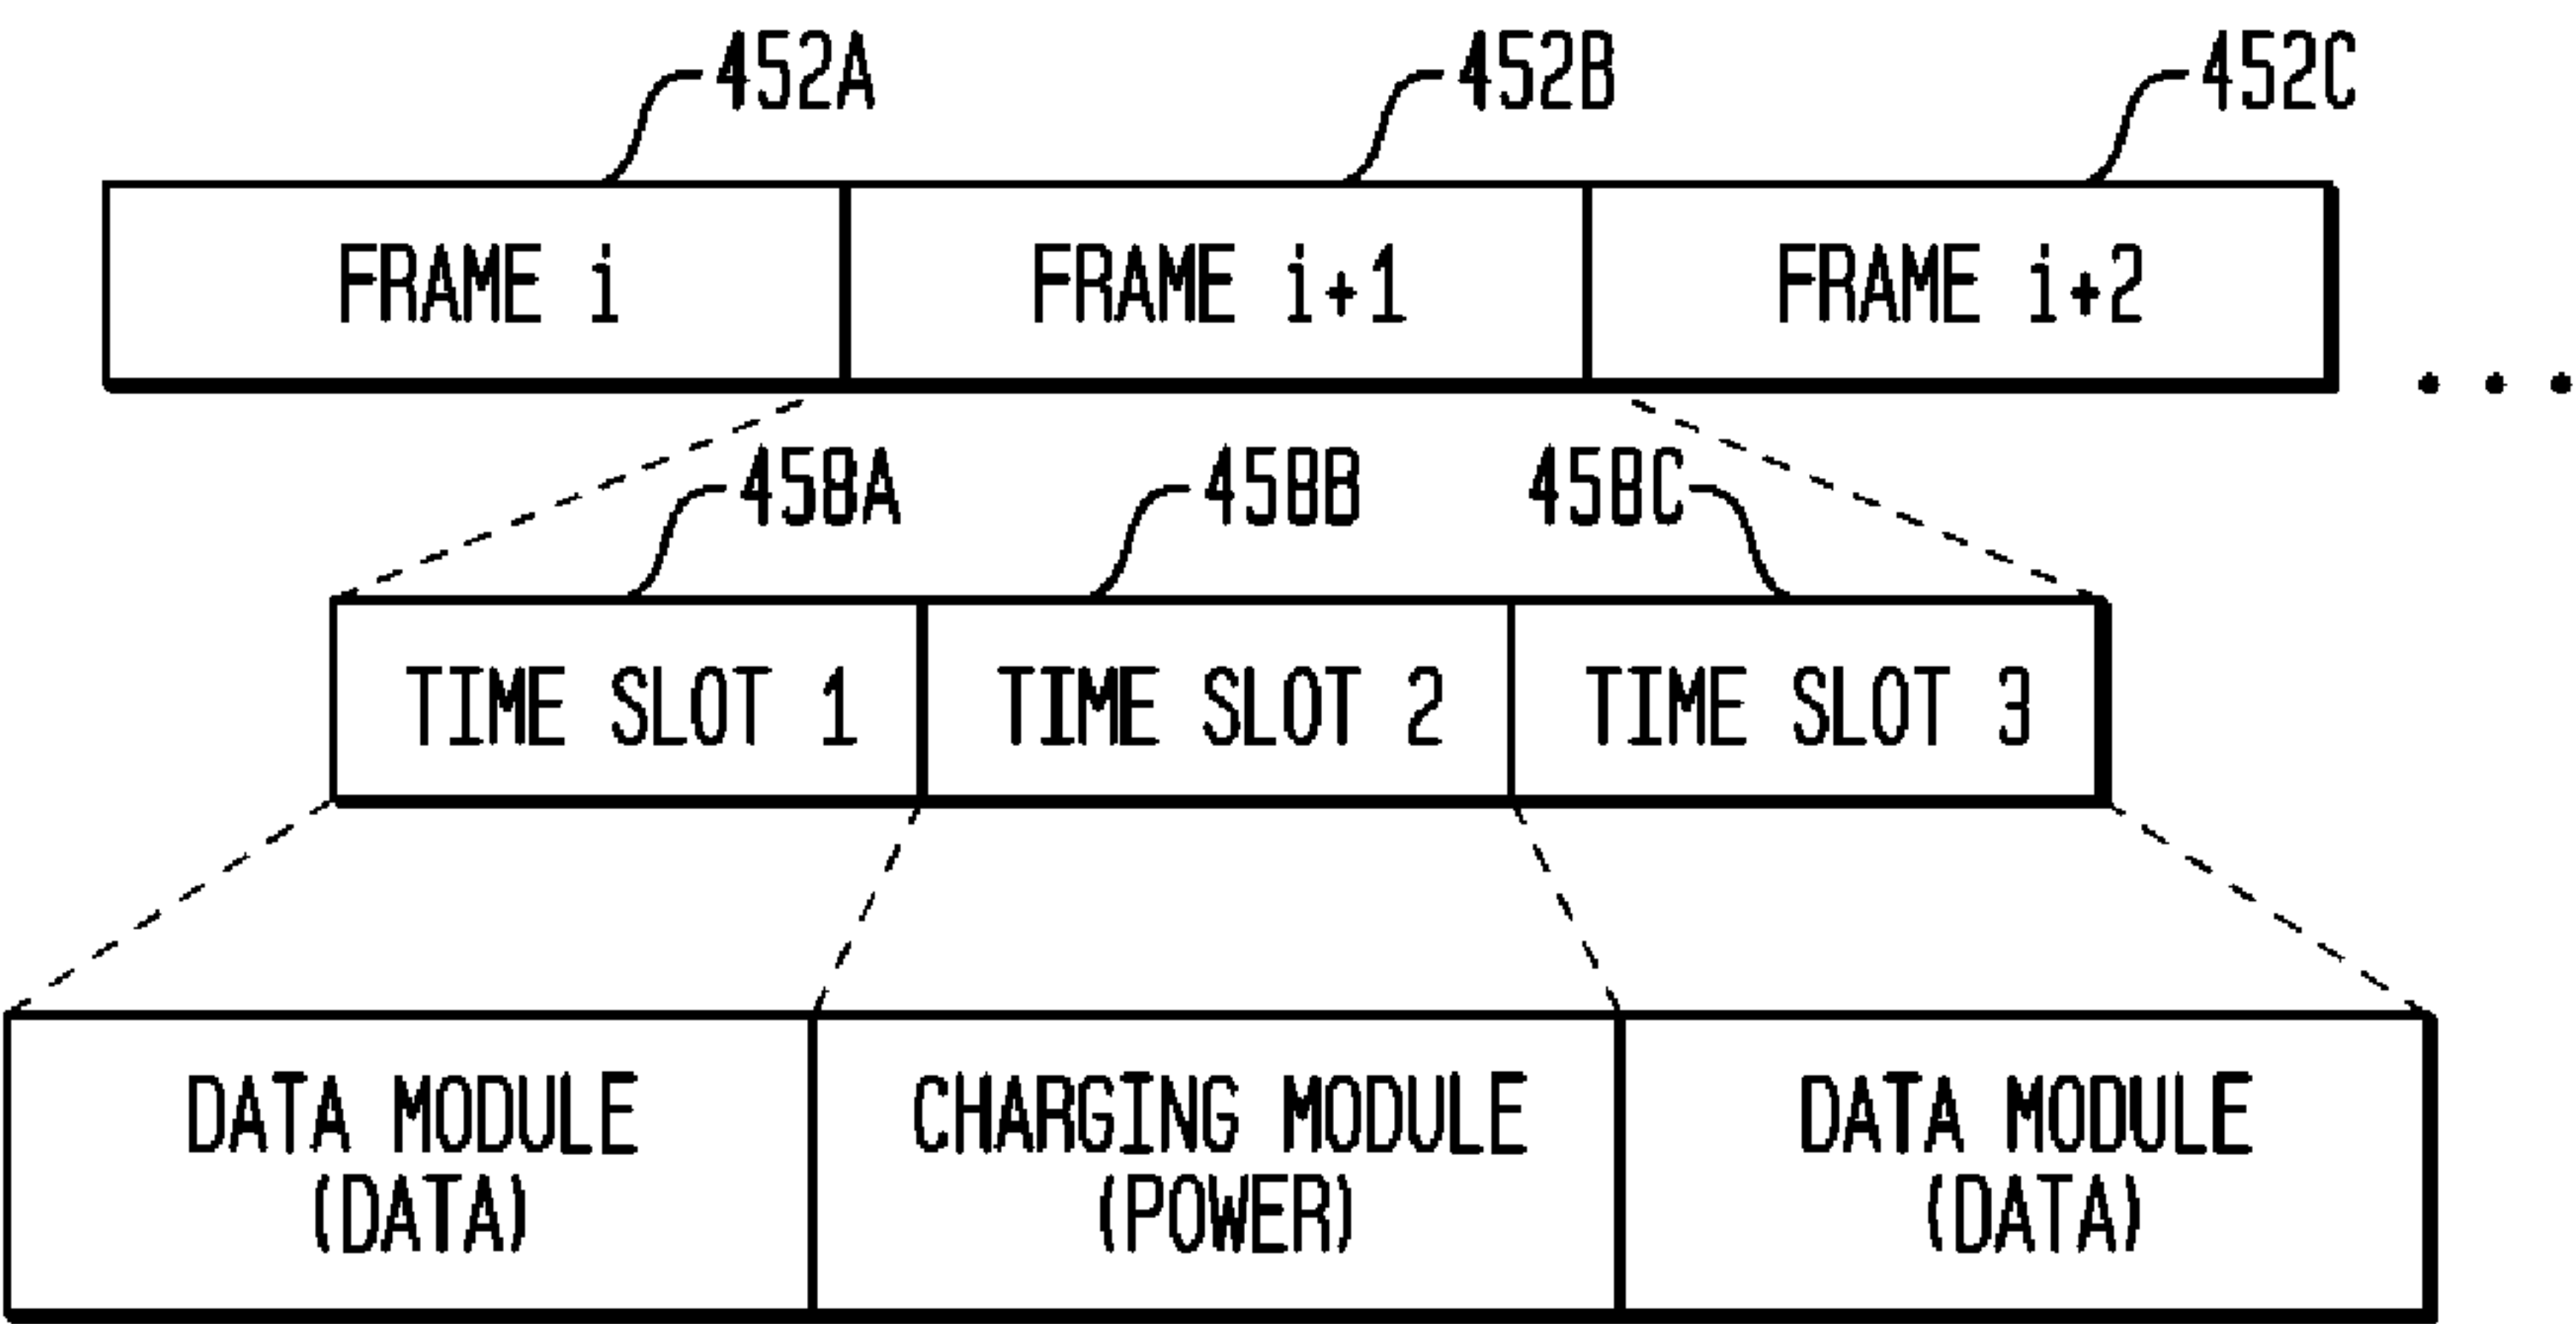 452A 452B 452C
FRAME i FRAME i+1 FRAME i+2
. . .
458A 458B 458C
TIME SLOT 1 TIME SLOT 2 TIME SLOT 3
DATA MODULE CHARGING MODULE DATA MODULE
(DATA) (POWER) (DATA)